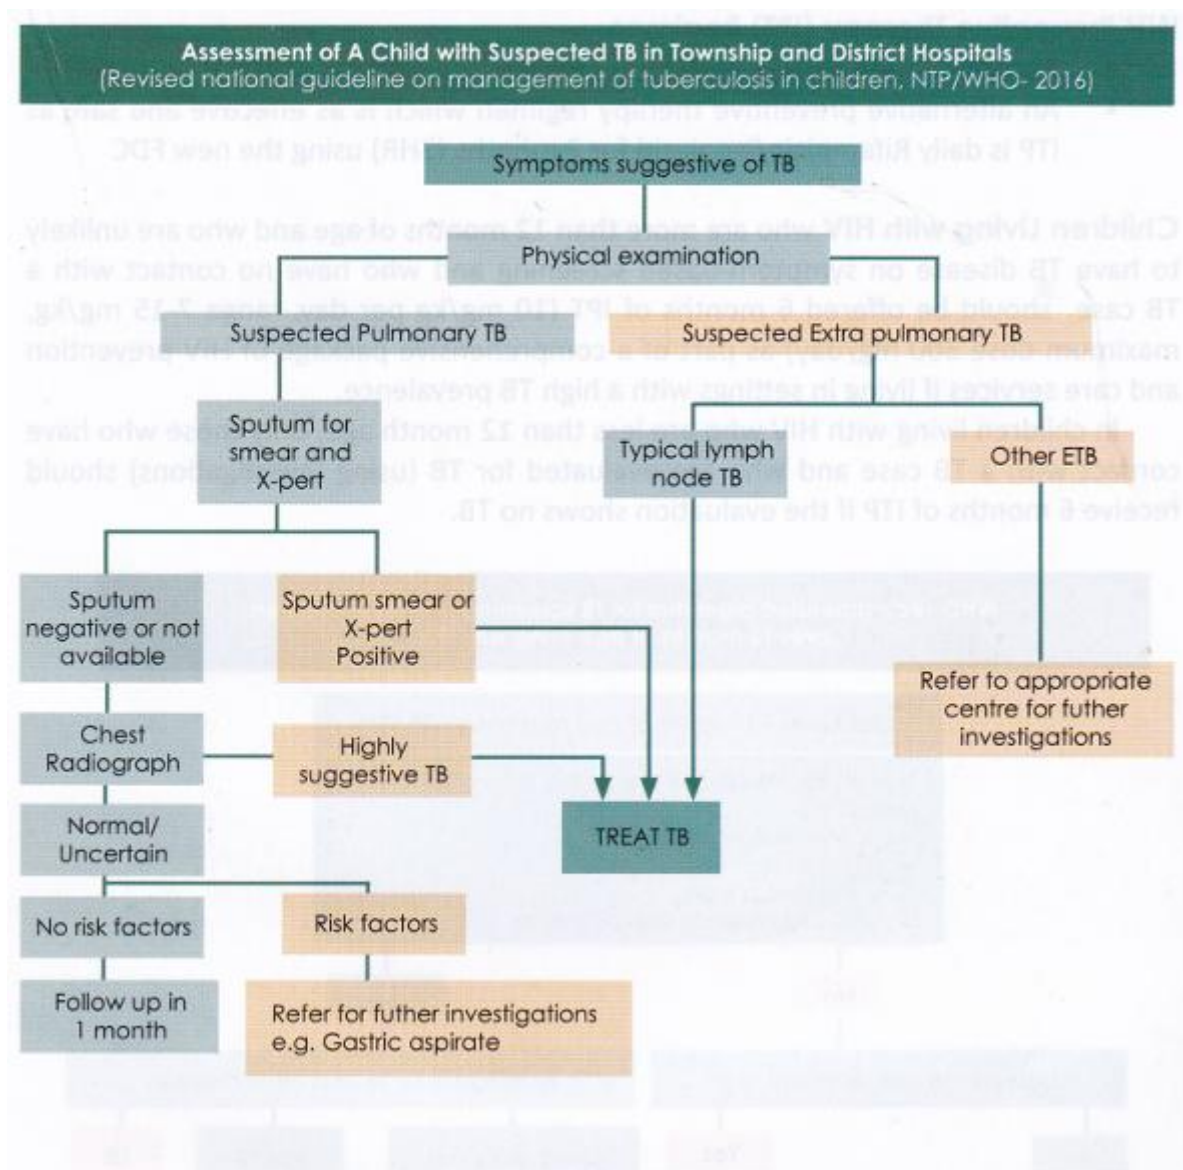 Assessment of A Child with Suspected TB in Township and District Hospitals
(Revised national guideline on management of tuberculosis in children, NTP/WHO- 2016)
Symptoms suggestive of TB
Physical examination
Suspected Pulmonary TB
Suspected Extra pulmonary TB
Sputum for
smear and
X-pert
Typical lymph
node TB
Other ETB
Sputum
negative or not
available
Sputum smear or
X-pert
Positive
Refer to appropriate
centre for futher
investigations
Chest
Radiograph
Highly
suggestive TB
Normal/
Uncertain
TREAT TB
No risk factors
Risk factors
Follow up in
1 month
Refer for futher investigations
e.g. Gastric aspirate